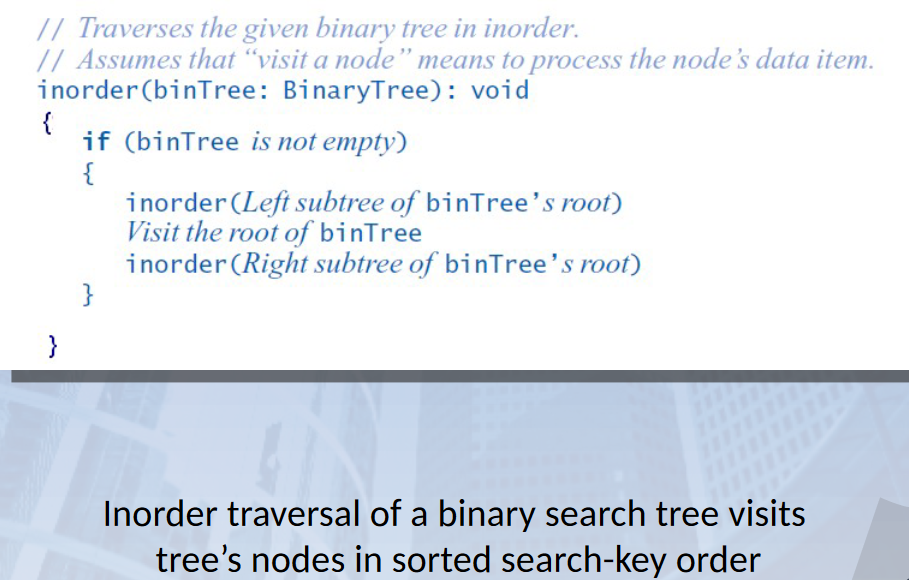 // Traverses the given binary tree in inorder.
// Assumes that “visit a node” means to process the node’s data item.
inorder(binTree: BinaryTree): void
{
if (binTree is not empty)
{
inorder(Left subtree of binTree’s root)
Visit the root of binTree
inorder(Right subtree of binTree’s root)
}
}
Inorder traversal of a binary search tree visits
tree’s nodes in sorted search-key order